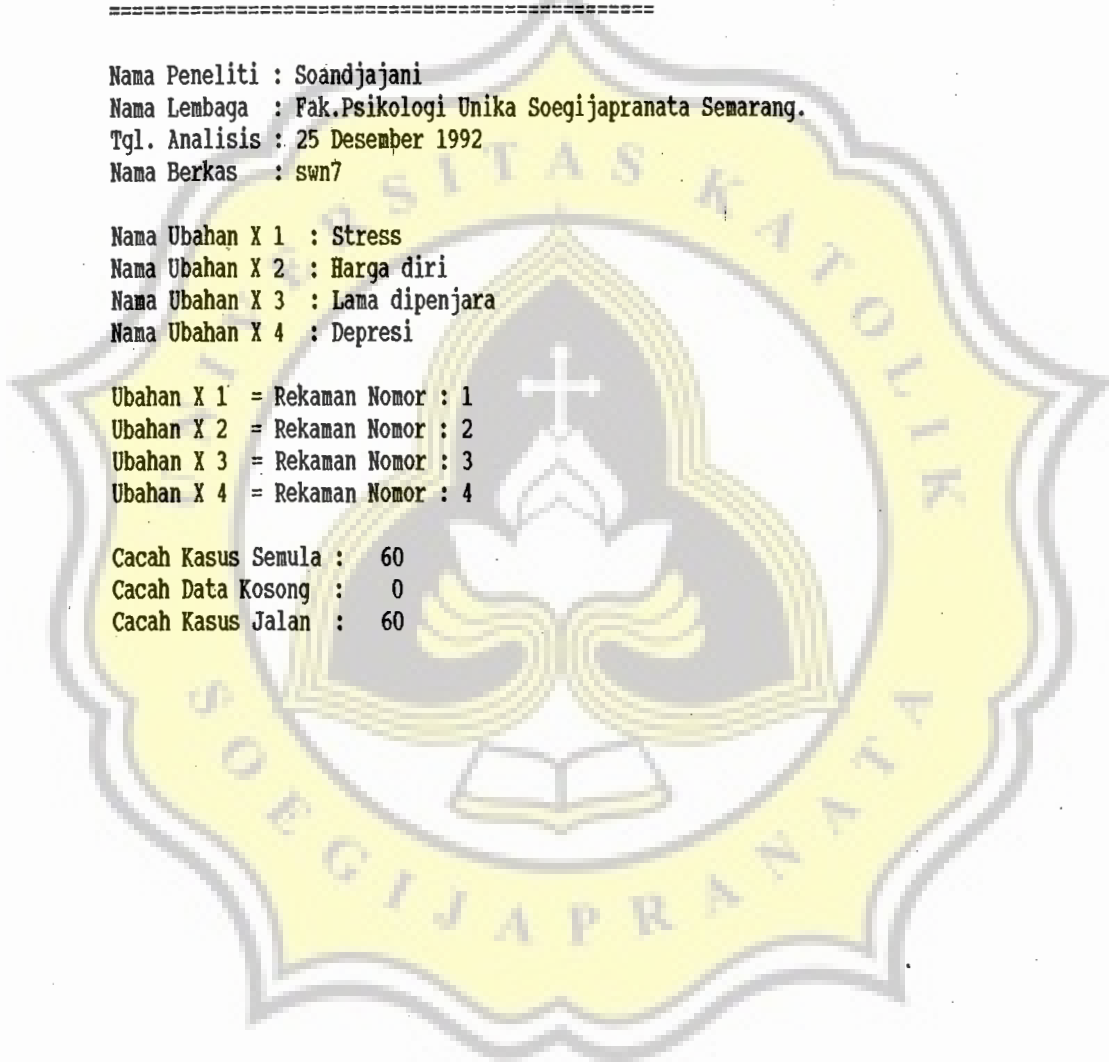 ==================================================
Nama Peneliti : Soandjajani
Nama Lembaga : Fak.Psikologi Unika Soegijapranata Semarang.
Tgl. Analisis : 25 Desember 1992
Nama Berkas : swn7
Nama Ubahan X 1 : Stress
Nama Ubahan X 2 : Harga diri
Nama Ubahan X 3 : Lama dipenjara
Nama Ubahan X 4 : Depresi
Ubahan X 1 = Rekaman Nomor : 1
Ubahan X 2 = Rekaman Nomor : 2
Ubahan X 3 = Rekaman Nomor : 3
Ubahan X 4 = Rekaman Nomor : 4
Cacah Kasus Semula : 60
Cacah Data Kosong : 0
Cacah Kasus Jalan : 60
UNIVERSITAS KATOLIK
SOEGIJAPRANATA